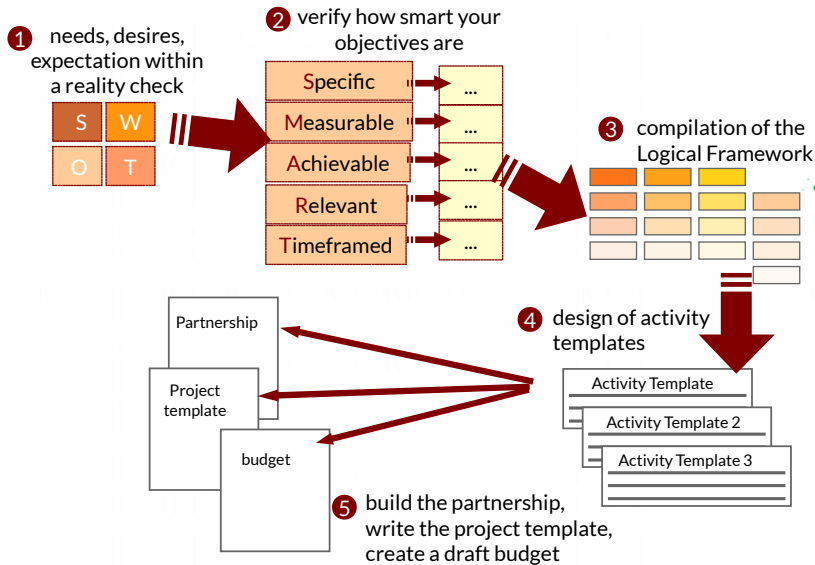 1 needs, desires,
expectation within
a reality check
S W
O T
2 verify how smart your
objectives are
Specific ...
Measurable ...
Achievable ...
Relevant ...
Timeframed ...
3 compilation of the
Logical Framework
4 design of activity
templates
Activity Template
Activity Template 2
Activity Template 3
Partnership
Project
template
budget
5 build the partnership,
write the project template,
create a draft budget